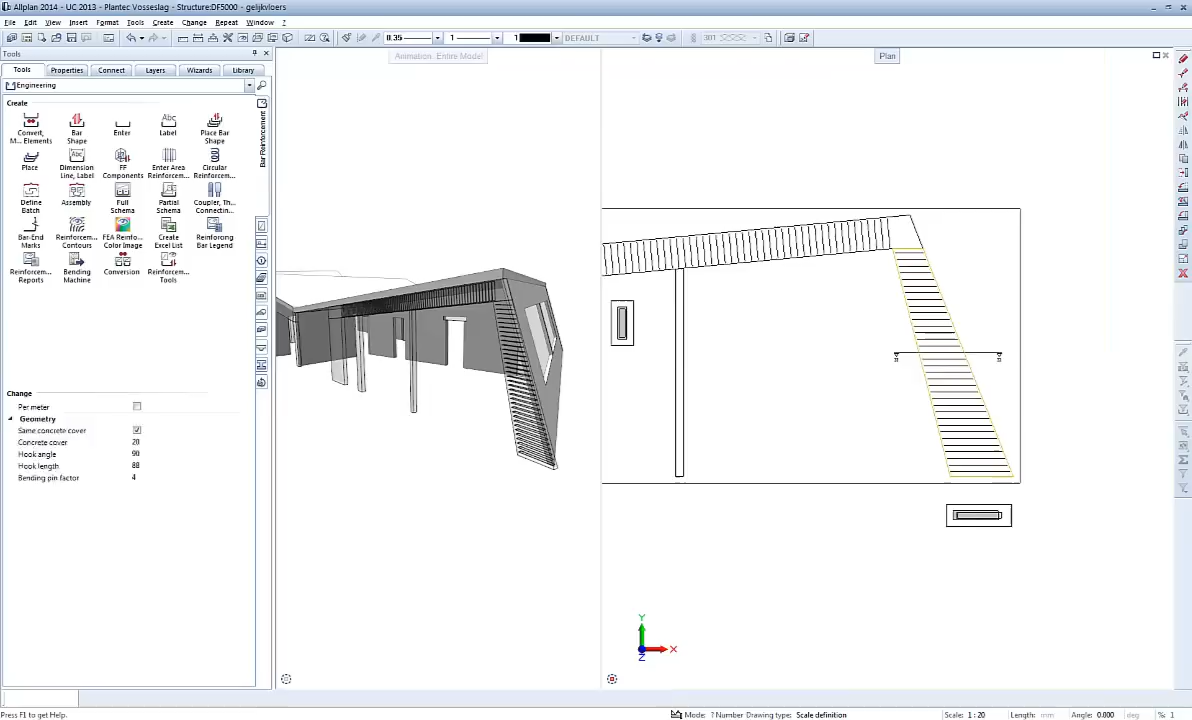 Allplan 2014 - UC 2013 - Plantec Vosseslag - Structure:DF5000 - gelijkvloers
File Edit View Insert Format Tools Create Change Repeat Window ?
0.35 1 1 DEFAULT 301
Tools
Animation: Entire Model
Plan
Tools Properties Connect Layers Wizards Library
Engineering
Create
Bar Reinforcement
Convert, M... Elements
Bar Shape
Enter
Label
Place Bar Shape
Place
Dimension Line, Label
FF Components
Enter Area Reinforcem...
Circular Reinforcem...
Define Batch
Assembly
Full Schema
Partial Schema
Coupler, Th... Connectin...
Bar-End Marks
Reinforcem... Contours
FEA Reinfo... Color Image
Create Excel List
Reinforcing Bar Legend
Reinforcem... Reports
Bending Machine
Conversion
Reinforcem... Tools
Change
Per meter
Geometry
Same concrete cover
Concrete cover 20
Hook angle 90
Hook length 88
Bending pin factor 4
Y
X
Z
Press F1 to get Help.
Mode: ? Number Drawing type: Scale definition Scale: 1 : 20 Length: mm Angle: 0.000 deg % 1